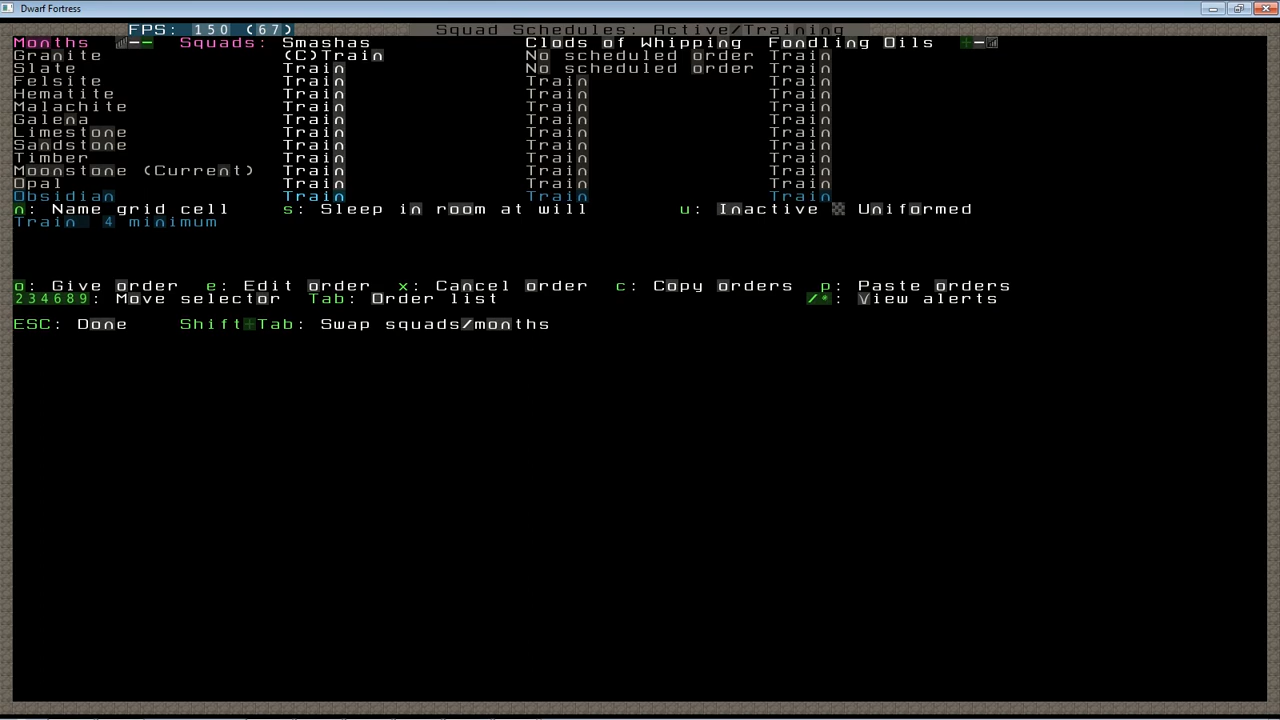 Dwarf Fortress
FPS: 150 (67) Squad Schedules: Active/Training
Months -- Squads: Smashas Clods of Whipping Fondling Oils +-
Granite (C)Train No scheduled order Train
Slate Train No scheduled order Train
Felsite Train Train Train
Hematite Train Train Train
Malachite Train Train Train
Galena Train Train Train
Limestone Train Train Train
Sandstone Train Train Train
Timber Train Train Train
Moonstone (Current) Train Train Train
Opal Train Train Train
Obsidian Train Train Train
n: Name grid cell s: Sleep in room at will u: Inactive ▒ Uniformed
Train 4 minimum
o: Give order e: Edit order x: Cancel order c: Copy orders p: Paste orders
234689: Move selector Tab: Order list /*: View alerts
ESC: Done Shift+Tab: Swap squads/months